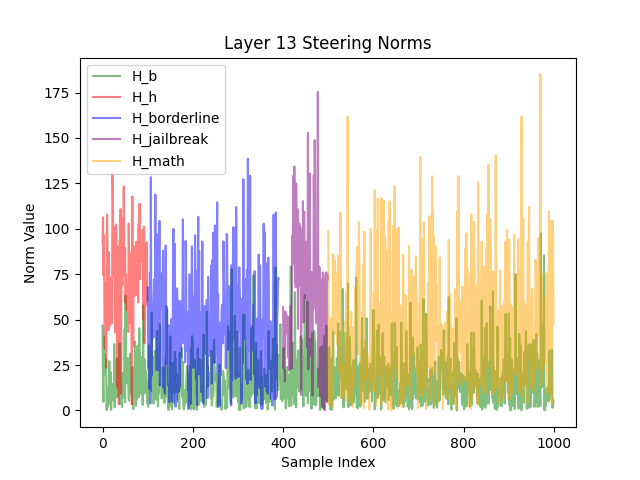 Layer 13 Steering Norms
H_b
H_h
H_borderline
H_jailbreak
H_math
Norm Value
175
150
125
100
75
50
25
0
0 200 400 600 800 1000
Sample Index